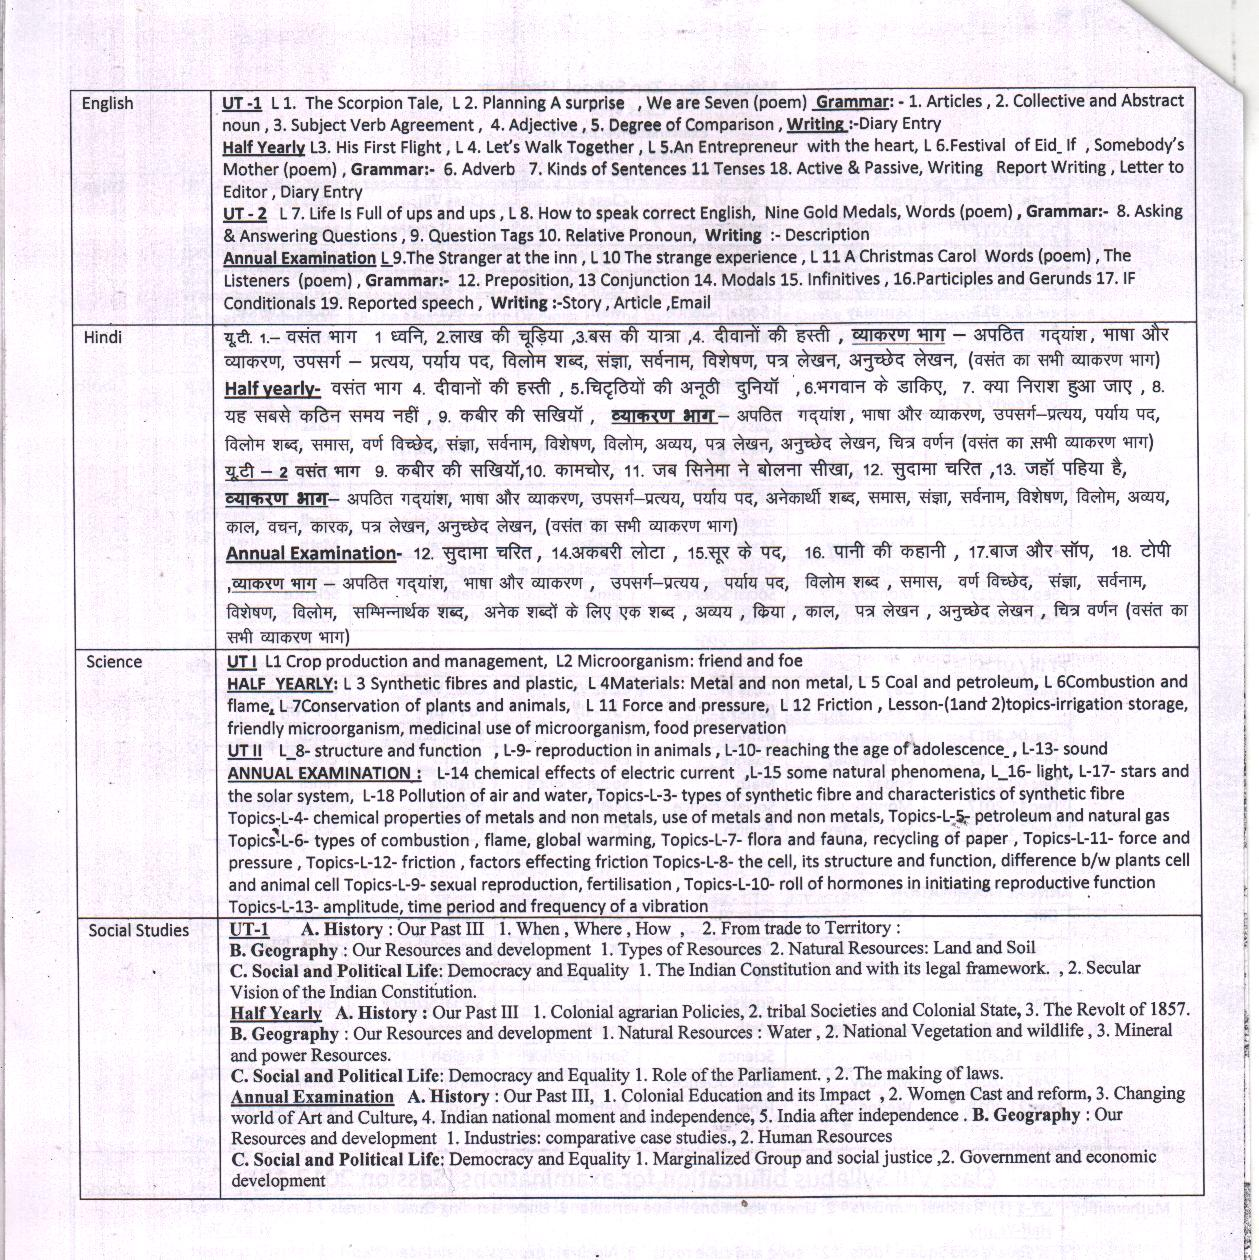 English
UT -1 L 1. The Scorpion Tale, L 2. Planning A surprise , We are Seven (poem) Grammar: - 1. Articles , 2. Collective and Abstract
noun , 3. Subject Verb Agreement , 4. Adjective , 5. Degree of Comparison , Writing :-Diary Entry
Half Yearly L3. His First Flight , L 4. Let's Walk Together , L 5.An Entrepreneur with the heart, L 6.Festival of Eid_ If , Somebody's
Mother (poem) , Grammar:- 6. Adverb 7. Kinds of Sentences 11 Tenses 18. Active & Passive, Writing Report Writing , Letter to
Editor , Diary Entry
UT - 2 L 7. Life Is Full of ups and ups , L 8. How to speak correct English, Nine Gold Medals, Words (poem) , Grammar:- 8. Asking
& Answering Questions , 9. Question Tags 10. Relative Pronoun, Writing :- Description
Annual Examination L 9.The Stranger at the inn , L 10 The strange experience , L 11 A Christmas Carol Words (poem) , The
Listeners (poem) , Grammar:- 12. Preposition, 13 Conjunction 14. Modals 15. Infinitives , 16.Participles and Gerunds 17. IF
Conditionals 19. Reported speech , Writing :-Story , Article ,Email
Hindi
यू.टी. 1.– वसंत भाग 1 ध्वनि, 2.लाख की चूड़िया ,3.बस की यात्रा ,4. दीवानों की हस्ती , व्याकरण भाग – अपठित गद्यांश, भाषा और
व्याकरण, उपसर्ग – प्रत्यय, पर्याय पद, विलोम शब्द, संज्ञा, सर्वनाम, विशेषण, पत्र लेखन, अनुच्छेद लेखन, (वसंत का सभी व्याकरण भाग)
Half yearly- वसंत भाग 4. दीवानों की हस्ती , 5.चिट्ठियों की अनूठी दुनियॉ , 6.भगवान के डाकिए, 7. क्या निराश हुआ जाए , 8.
यह सबसे कठिन समय नहीं , 9. कबीर की सखियॉ , व्याकरण भाग – अपठित गद्यांश , भाषा और व्याकरण, उपसर्ग–प्रत्यय, पर्याय पद,
विलोम शब्द, समास, वर्ण विच्छेद, संज्ञा, सर्वनाम, विशेषण, विलोम, अव्यय, पत्र लेखन, अनुच्छेद लेखन, चित्र वर्णन (वसंत का सभी व्याकरण भाग)
यू.टी – 2 वसंत भाग 9. कबीर की सखियॉ,10. कामचोर, 11. जब सिनेमा ने बोलना सीखा, 12. सुदामा चरित ,13. जहॉ पहिया है,
व्याकरण भाग– अपठित गद्यांश, भाषा और व्याकरण, उपसर्ग–प्रत्यय, पर्याय पद, अनेकार्थी शब्द, समास, संज्ञा, सर्वनाम, विशेषण, विलोम, अव्यय,
काल, वचन, कारक, पत्र लेखन, अनुच्छेद लेखन, (वसंत का सभी व्याकरण भाग)
Annual Examination- 12. सुदामा चरित , 14.अकबरी लोटा , 15.सूर के पद, 16. पानी की कहानी , 17.बाज और सॉप, 18. टोपी
,व्याकरण भाग – अपठित गद्यांश, भाषा और व्याकरण , उपसर्ग–प्रत्यय, पर्याय पद, विलोम शब्द , समास, वर्ण विच्छेद, संज्ञा, सर्वनाम,
विशेषण, विलोम, सम्भिन्नार्थक शब्द, अनेक शब्दों के लिए एक शब्द , अव्यय , किया , काल, पत्र लेखन , अनुच्छेद लेखन , चित्र वर्णन (वसंत का
सभी व्याकरण भाग)
Science
UT I L1 Crop production and management, L2 Microorganism: friend and foe
HALF YEARLY: L 3 Synthetic fibres and plastic, L 4Materials: Metal and non metal, L 5 Coal and petroleum, L 6Combustion and
flame, L 7Conservation of plants and animals, L 11 Force and pressure, L 12 Friction , Lesson-(1and 2)topics-irrigation storage,
friendly microorganism, medicinal use of microorganism, food preservation
UT II L_8- structure and function , L-9- reproduction in animals , L-10- reaching the age of adolescence_ , L-13- sound
ANNUAL EXAMINATION : L-14 chemical effects of electric current ,L-15 some natural phenomena, L_16- light, L-17- stars and
the solar system, L-18 Pollution of air and water, Topics-L-3- types of synthetic fibre and characteristics of synthetic fibre
Topics-L-4- chemical properties of metals and non metals, use of metals and non metals, Topics-L-5- petroleum and natural gas
Topics-L-6- types of combustion , flame, global warming, Topics-L-7- flora and fauna, recycling of paper , Topics-L-11- force and
pressure , Topics-L-12- friction , factors effecting friction Topics-L-8- the cell, its structure and function, difference b/w plants cell
and animal cell Topics-L-9- sexual reproduction, fertilisation , Topics-L-10- roll of hormones in initiating reproductive function
Topics-L-13- amplitude, time period and frequency of a vibration
Social Studies
UT-1 A. History : Our Past III 1. When , Where , How , 2. From trade to Territory :
B. Geography : Our Resources and development 1. Types of Resources 2. Natural Resources: Land and Soil
C. Social and Political Life: Democracy and Equality 1. The Indian Constitution and with its legal framework. , 2. Secular
Vision of the Indian Constitution.
Half Yearly A. History : Our Past III 1. Colonial agrarian Policies, 2. tribal Societies and Colonial State, 3. The Revolt of 1857.
B. Geography : Our Resources and development 1. Natural Resources : Water , 2. National Vegetation and wildlife , 3. Mineral
and power Resources.
C. Social and Political Life: Democracy and Equality 1. Role of the Parliament. , 2. The making of laws.
Annual Examination A. History : Our Past III, 1. Colonial Education and its Impact , 2. Women Cast and reform, 3. Changing
world of Art and Culture, 4. Indian national moment and independence, 5. India after independence . B. Geography : Our
Resources and development 1. Industries: comparative case studies., 2. Human Resources
C. Social and Political Life: Democracy and Equality 1. Marginalized Group and social justice ,2. Government and economic
development